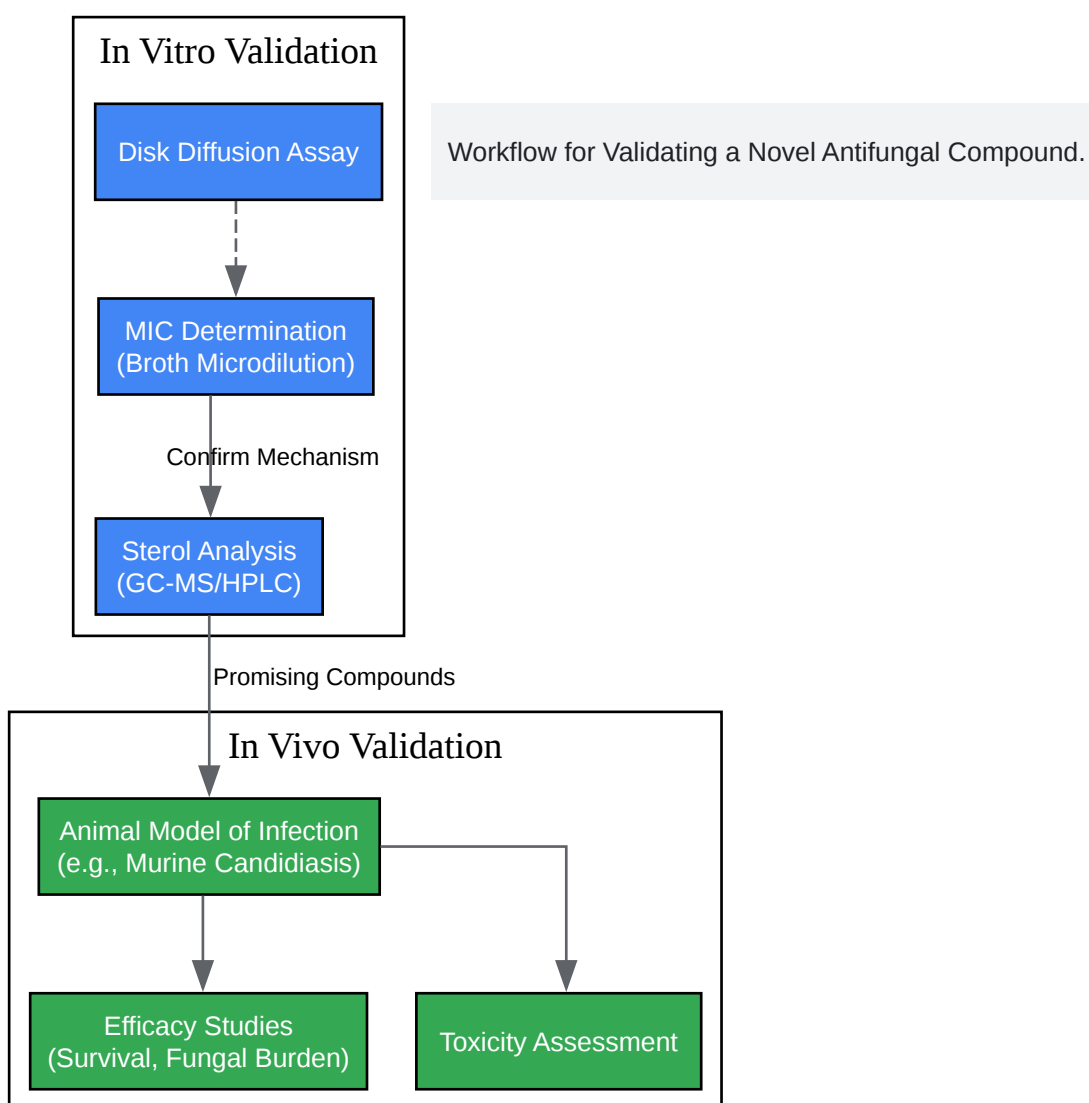 In Vitro Validation
Disk Diffusion Assay
Workflow for Validating a Novel Antifungal Compound.
MIC Determination
(Broth Microdilution)
Confirm Mechanism
Sterol Analysis
(GC-MS/HPLC)
Promising Compounds
In Vivo Validation
Animal Model of Infection
(e.g., Murine Candidiasis)
Efficacy Studies
(Survival, Fungal Burden)
Toxicity Assessment